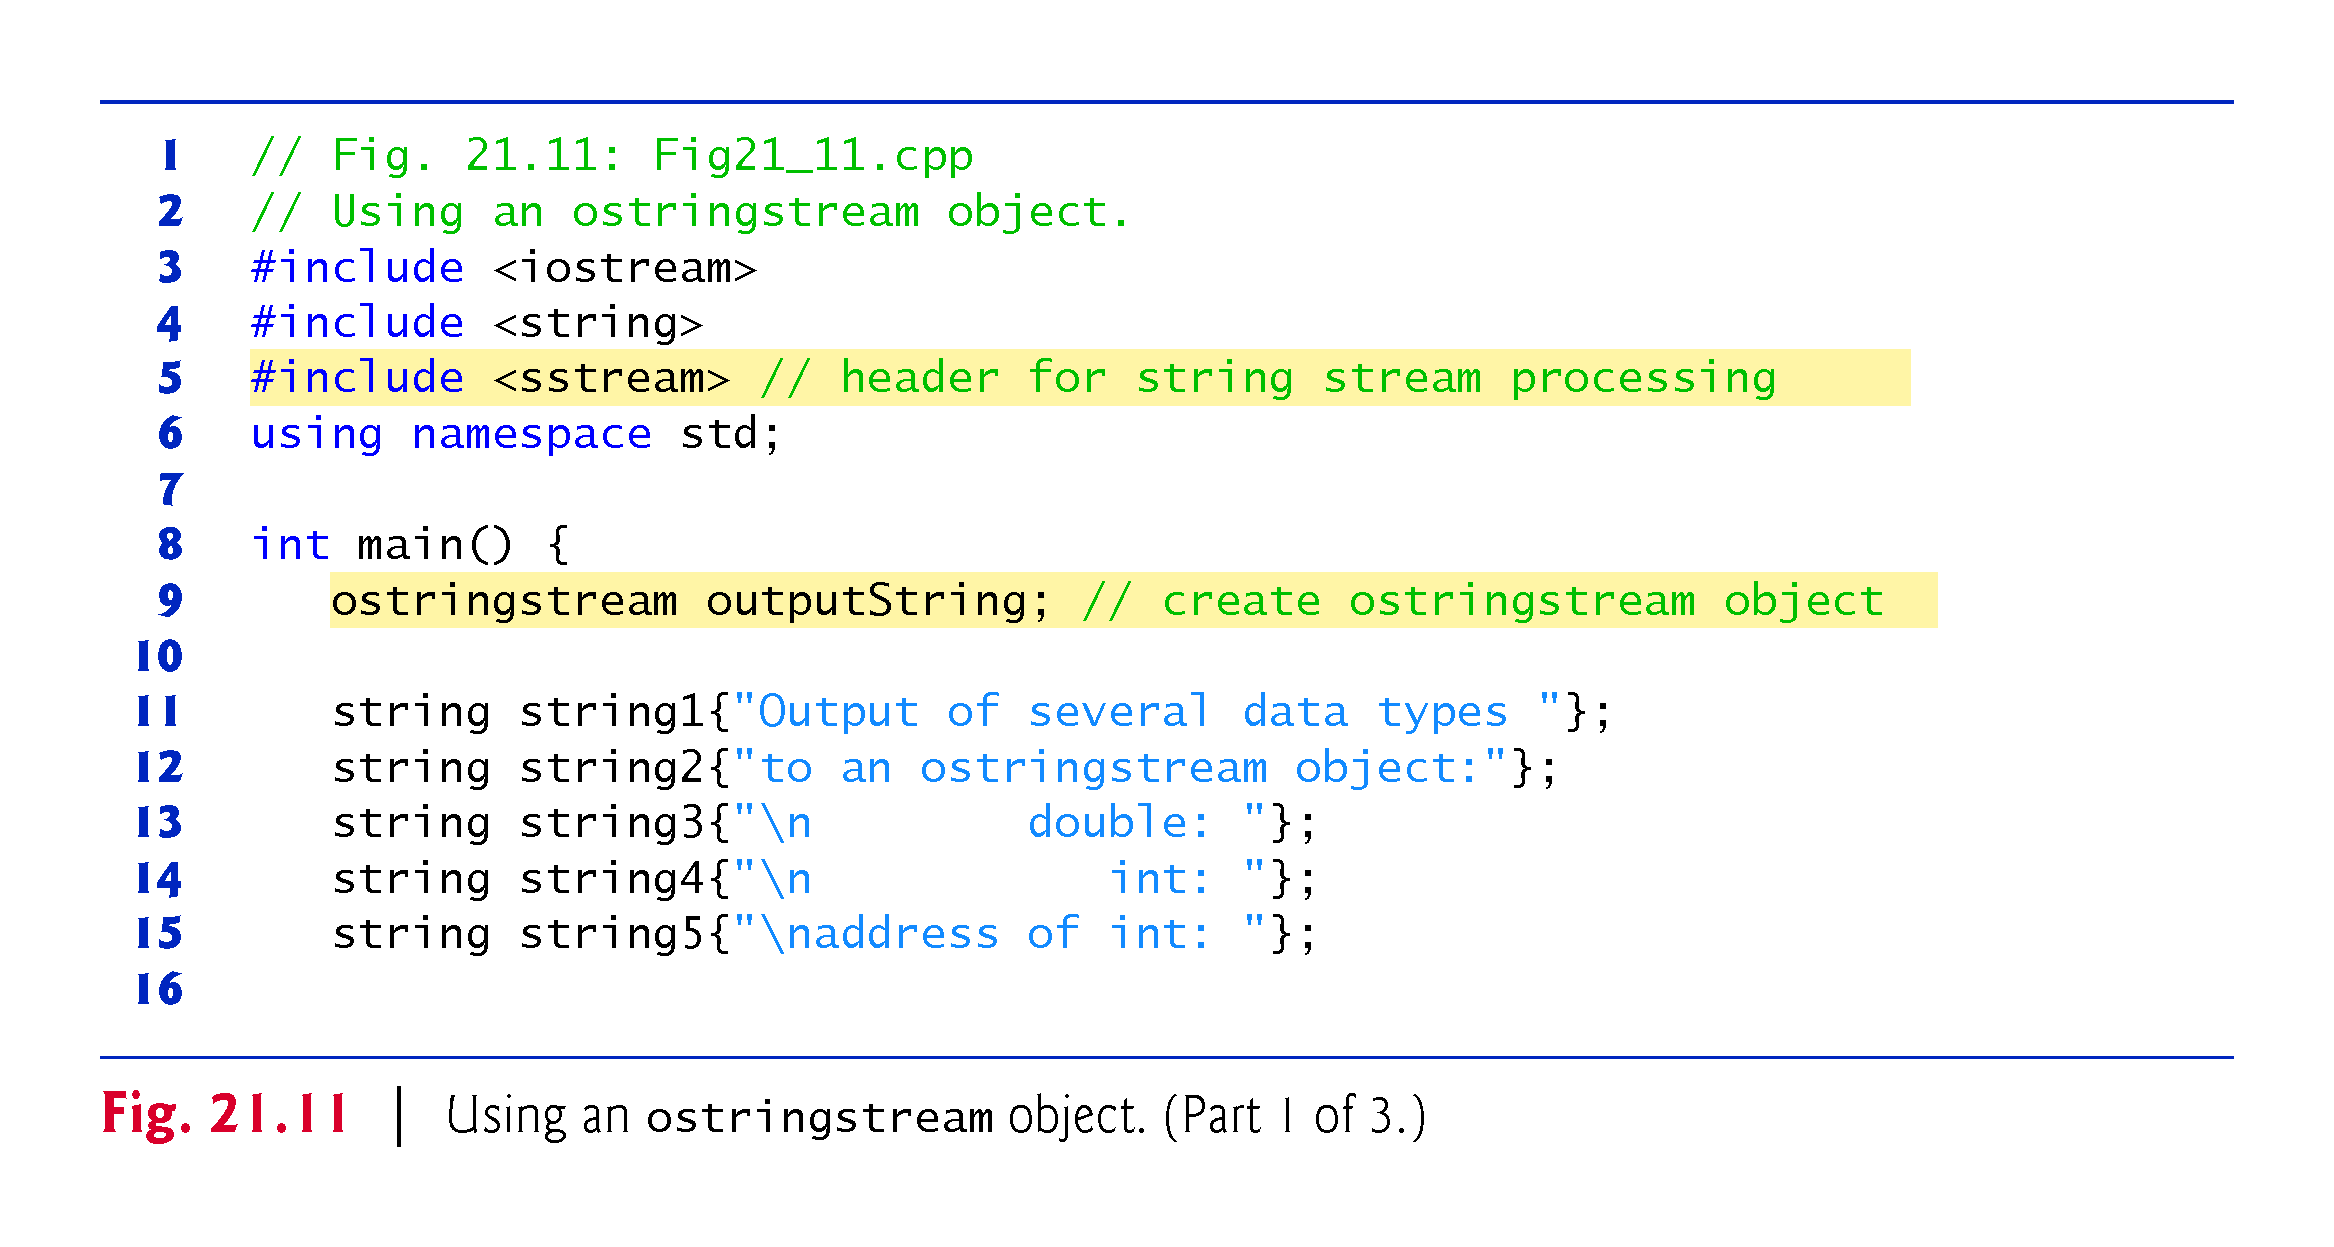 1 // Fig. 21.11: Fig21_11.cpp
2 // Using an ostringstream object.
3 #include <iostream>
4 #include <string>
5 #include <sstream> // header for string stream processing
6 using namespace std;
7
8 int main() {
9    ostringstream outputString; // create ostringstream object
10
11    string string1{"Output of several data types "};
12    string string2{"to an ostringstream object:"};
13    string string3{"\n        double: "};
14    string string4{"\n           int: "};
15    string string5{"\naddress of int: "};
16
Fig. 21.11 | Using an ostringstream object. (Part 1 of 3.)